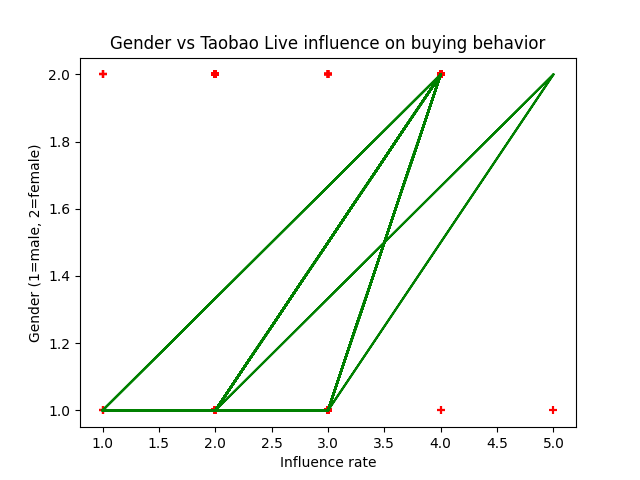 Gender vs Taobao Live influence on buying behavior
2.0
1.8
1.6
1.4
1.2
1.0
Gender (1=male, 2=female)
1.0 1.5 2.0 2.5 3.0 3.5 4.0 4.5 5.0
Influence rate